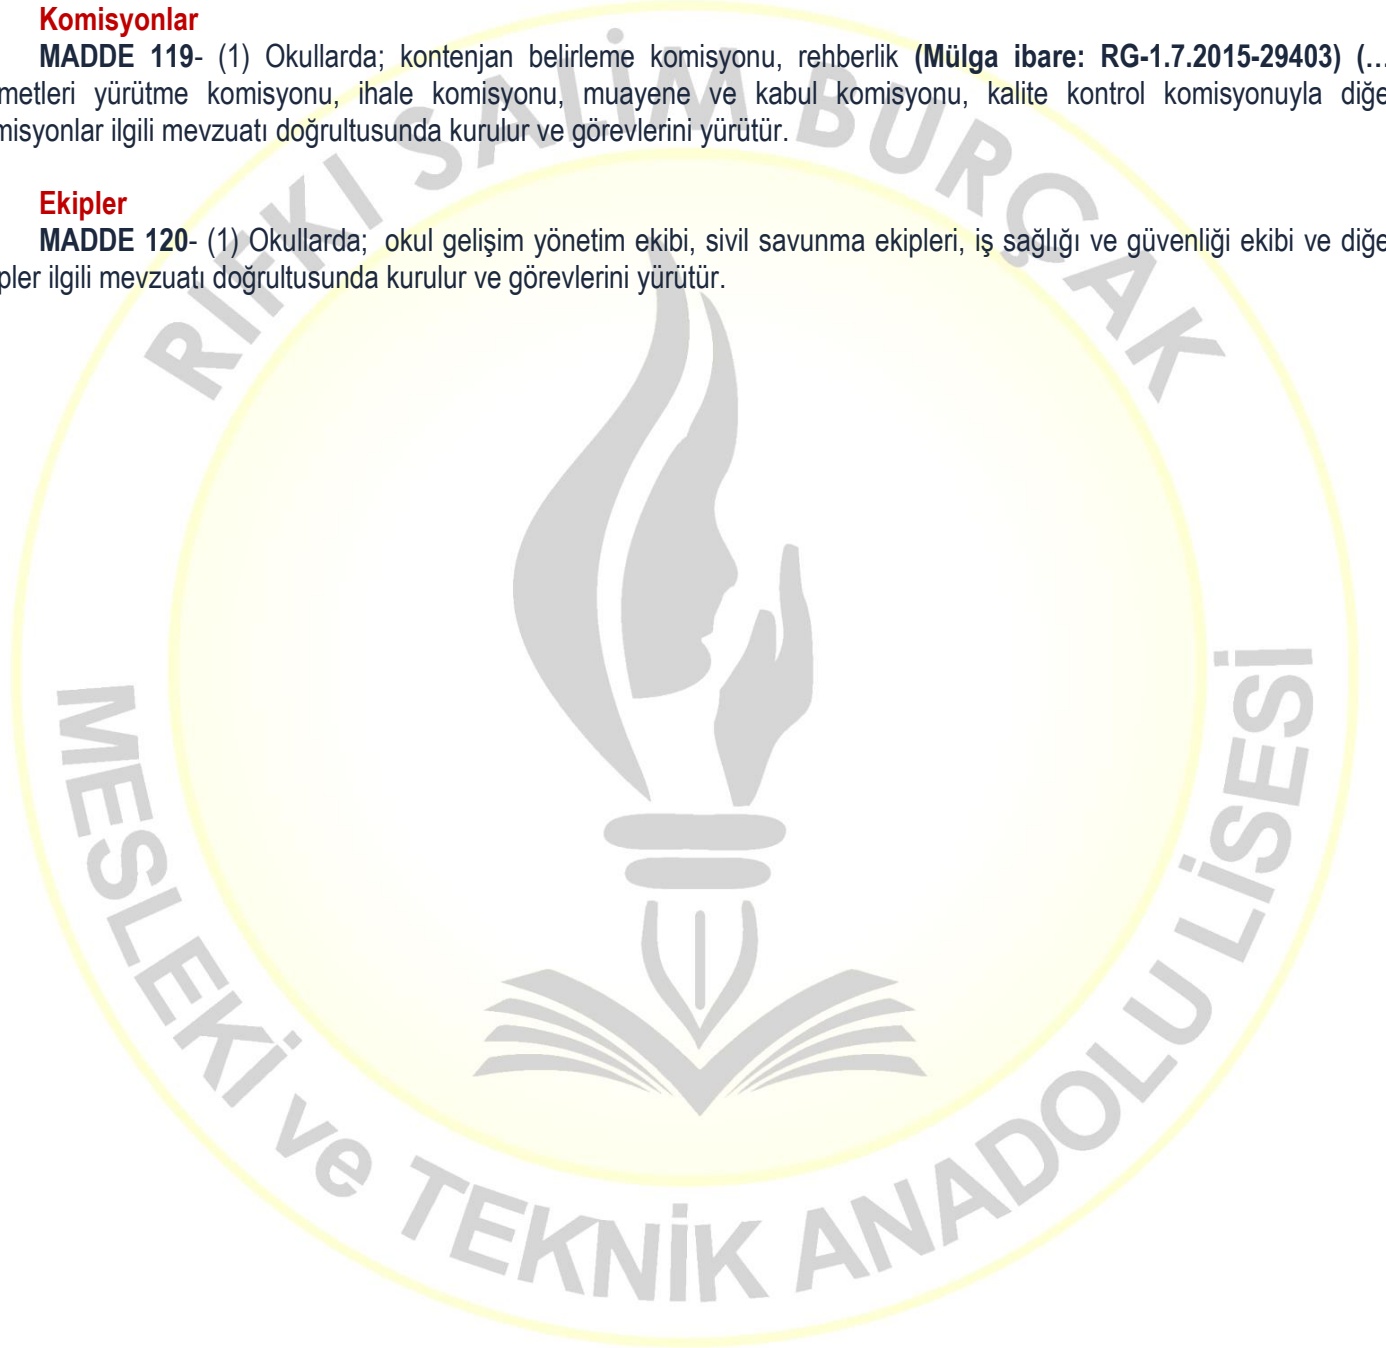 Komisyonlar
MADDE 119- (1) Okullarda; kontenjan belirleme komisyonu, rehberlik (Mülga ibare: RG-1.7.2015-29403) (…
metleri yürütme komisyonu, ihale komisyonu, muayene ve kabul komisyonu, kalite kontrol komisyonuyla diğe
misyonlar ilgili mevzuatı doğrultusunda kurulur ve görevlerini yürütür.
Ekipler
MADDE 120- (1) Okullarda; okul gelişim yönetim ekibi, sivil savunma ekipleri, iş sağlığı ve güvenliği ekibi ve diğe
pler ilgili mevzuatı doğrultusunda kurulur ve görevlerini yürütür.
RIFKI SALİM BURÇAK
MESLEKİ ve TEKNİK ANADOLU LİSESİ